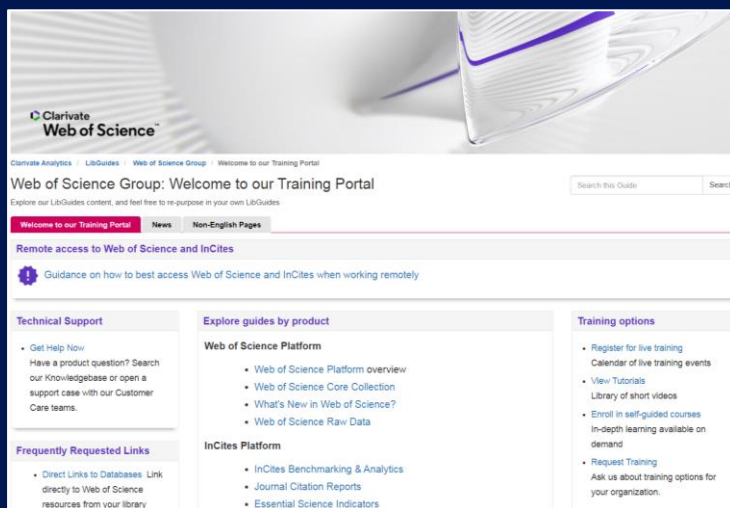 Clarivate
Web of Science™
Clarivate Analytics / LibGuides / Web of Science Group / Welcome to our Training Portal
Web of Science Group: Welcome to our Training Portal
Search this Guide
Search
Explore our LibGuides content, and feel free to re-purpose in your own LibGuides
Welcome to our Training Portal
News
Non-English Pages
Remote access to Web of Science and InCites
Guidance on how to best access Web of Science and InCites when working remotely
Technical Support
• Get Help Now
Have a product question? Search
our Knowledgebase or open a
support case with our Customer
Care teams.
Frequently Requested Links
• Direct Links to Databases Link
directly to Web of Science
resources from your library
Explore guides by product
Web of Science Platform
• Web of Science Platform overview
• Web of Science Core Collection
• What's New in Web of Science?
• Web of Science Raw Data
InCites Platform
• InCites Benchmarking & Analytics
• Journal Citation Reports
• Essential Science Indicators
Training options
• Register for live training
Calendar of live training events
• View Tutorials
Library of short videos
• Enroll in self-guided courses
In-depth learning available on
demand
• Request Training
Ask us about training options for
your organization.